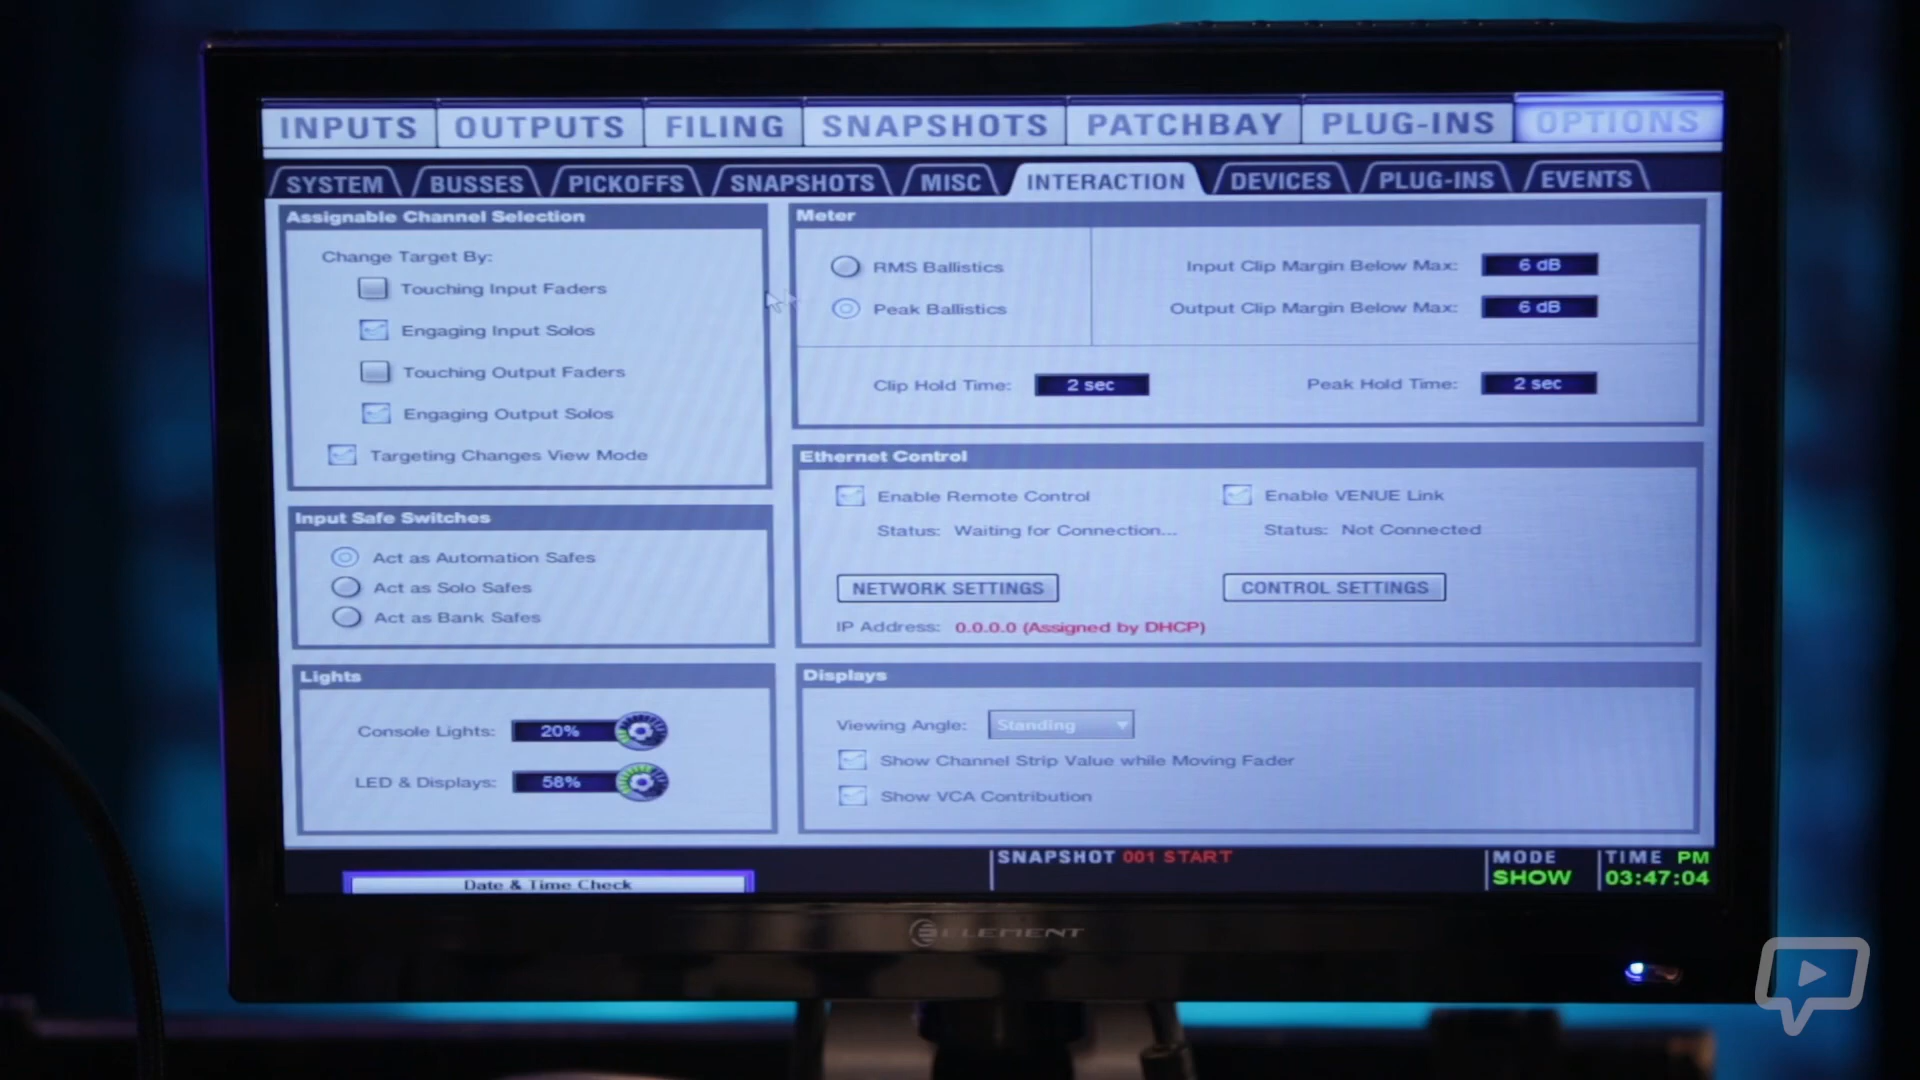 INPUTS OUTPUTS FILING SNAPSHOTS PATCHBAY PLUG-INS OPTIONS
SYSTEM BUSSES PICKOFFS SNAPSHOTS MISC INTERACTION DEVICES PLUG-INS EVENTS
Assignable Channel Selection
Change Target By:
Touching Input Faders
Engaging Input Solos
Touching Output Faders
Engaging Output Solos
Targeting Changes View Mode
Input Safe Switches
Act as Automation Safes
Act as Solo Safes
Act as Bank Safes
Lights
Console Lights: 20%
LED & Displays: 58%
Meter
RMS Ballistics
Peak Ballistics
Input Clip Margin Below Max: 6 dB
Output Clip Margin Below Max: 6 dB
Clip Hold Time: 2 sec
Peak Hold Time: 2 sec
Ethernet Control
Enable Remote Control
Status: Waiting for Connection...
Enable VENUE Link
Status: Not Connected
NETWORK SETTINGS
CONTROL SETTINGS
IP Address: 0.0.0.0 (Assigned by DHCP)
Displays
Viewing Angle: Standing
Show Channel Strip Value while Moving Fader
Show VCA Contribution
Date & Time Check
SNAPSHOT 001 START
MODE
SHOW
TIME PM
03:47:04
ELEMENT